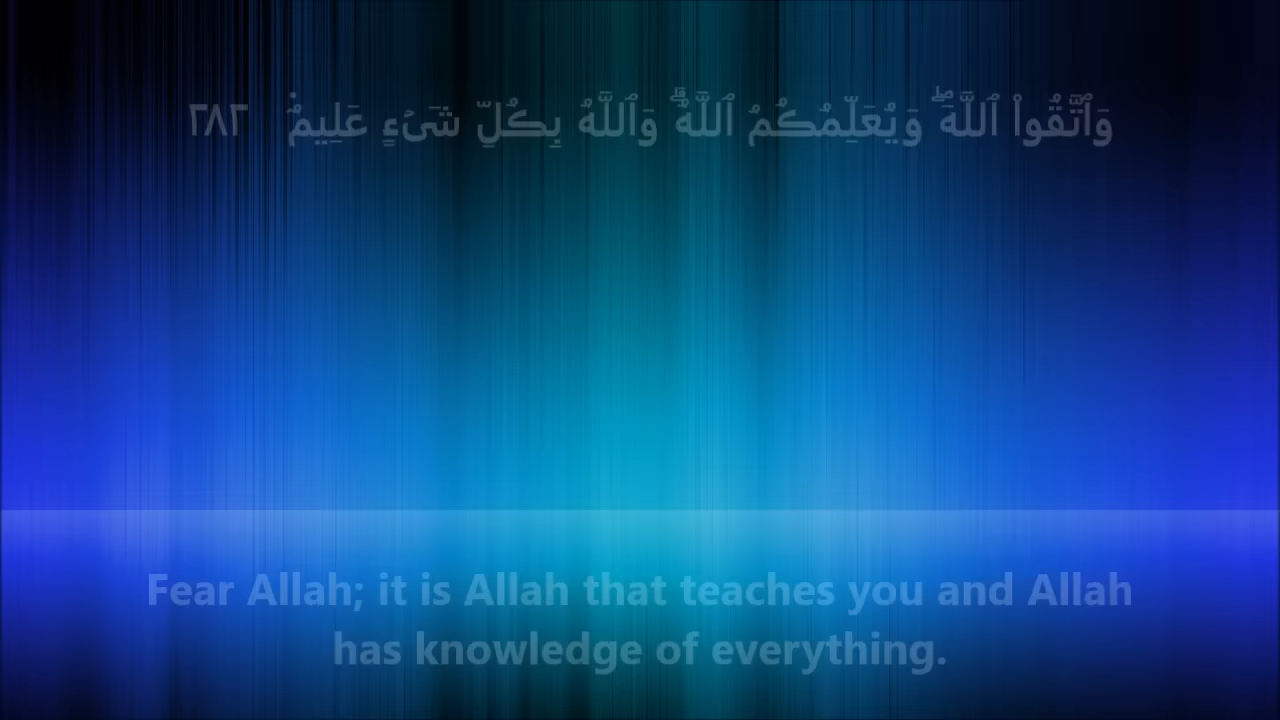 وَٱتَّقُوا۟ ٱللَّهَ ۖ وَيُعَلِّمُكُمُ ٱللَّهُ ۗ وَٱللَّهُ بِكُلِّ شَىْءٍ عَلِيمٌۭ ٢٨٢
Fear Allah; it is Allah that teaches you and Allah
has knowledge of everything.